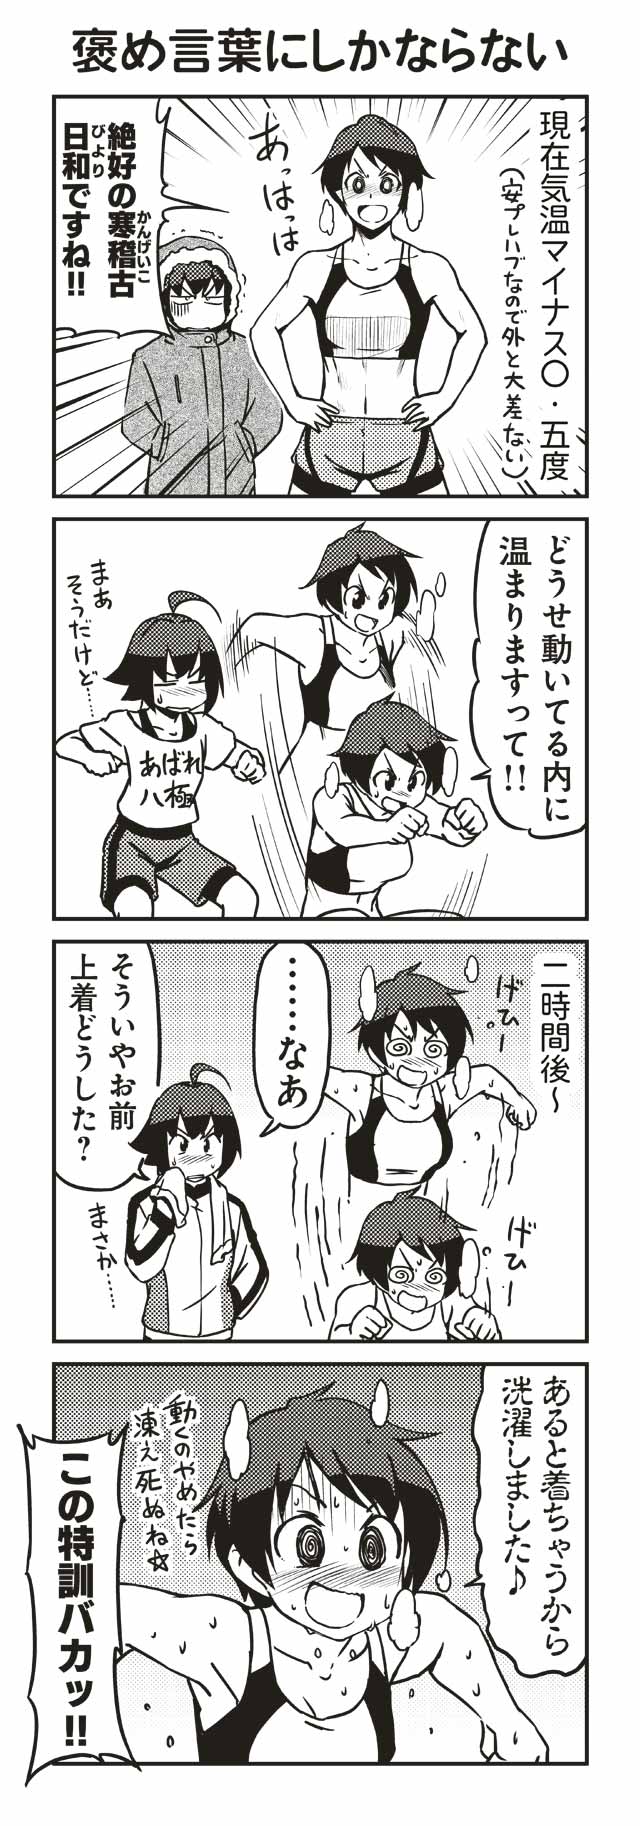 褒め言葉にしかならない
現在気温マイナス〇・五度
(安プレハブなので外と大差ない)
あっはっは
絶好の寒稽古
かんげいこ
日和ですね!!
びより
どうせ動いてる内に
温まりますって!!
まあ
そうだけど……
あばれ
八極
二時間後～
げひー
げひー
……なあ
そういやお前
上着どうした?
まさか……
あると着ちゃうから
洗濯しました♪
動くのやめたら
凍え死ぬね☆
この特訓バカッ!!